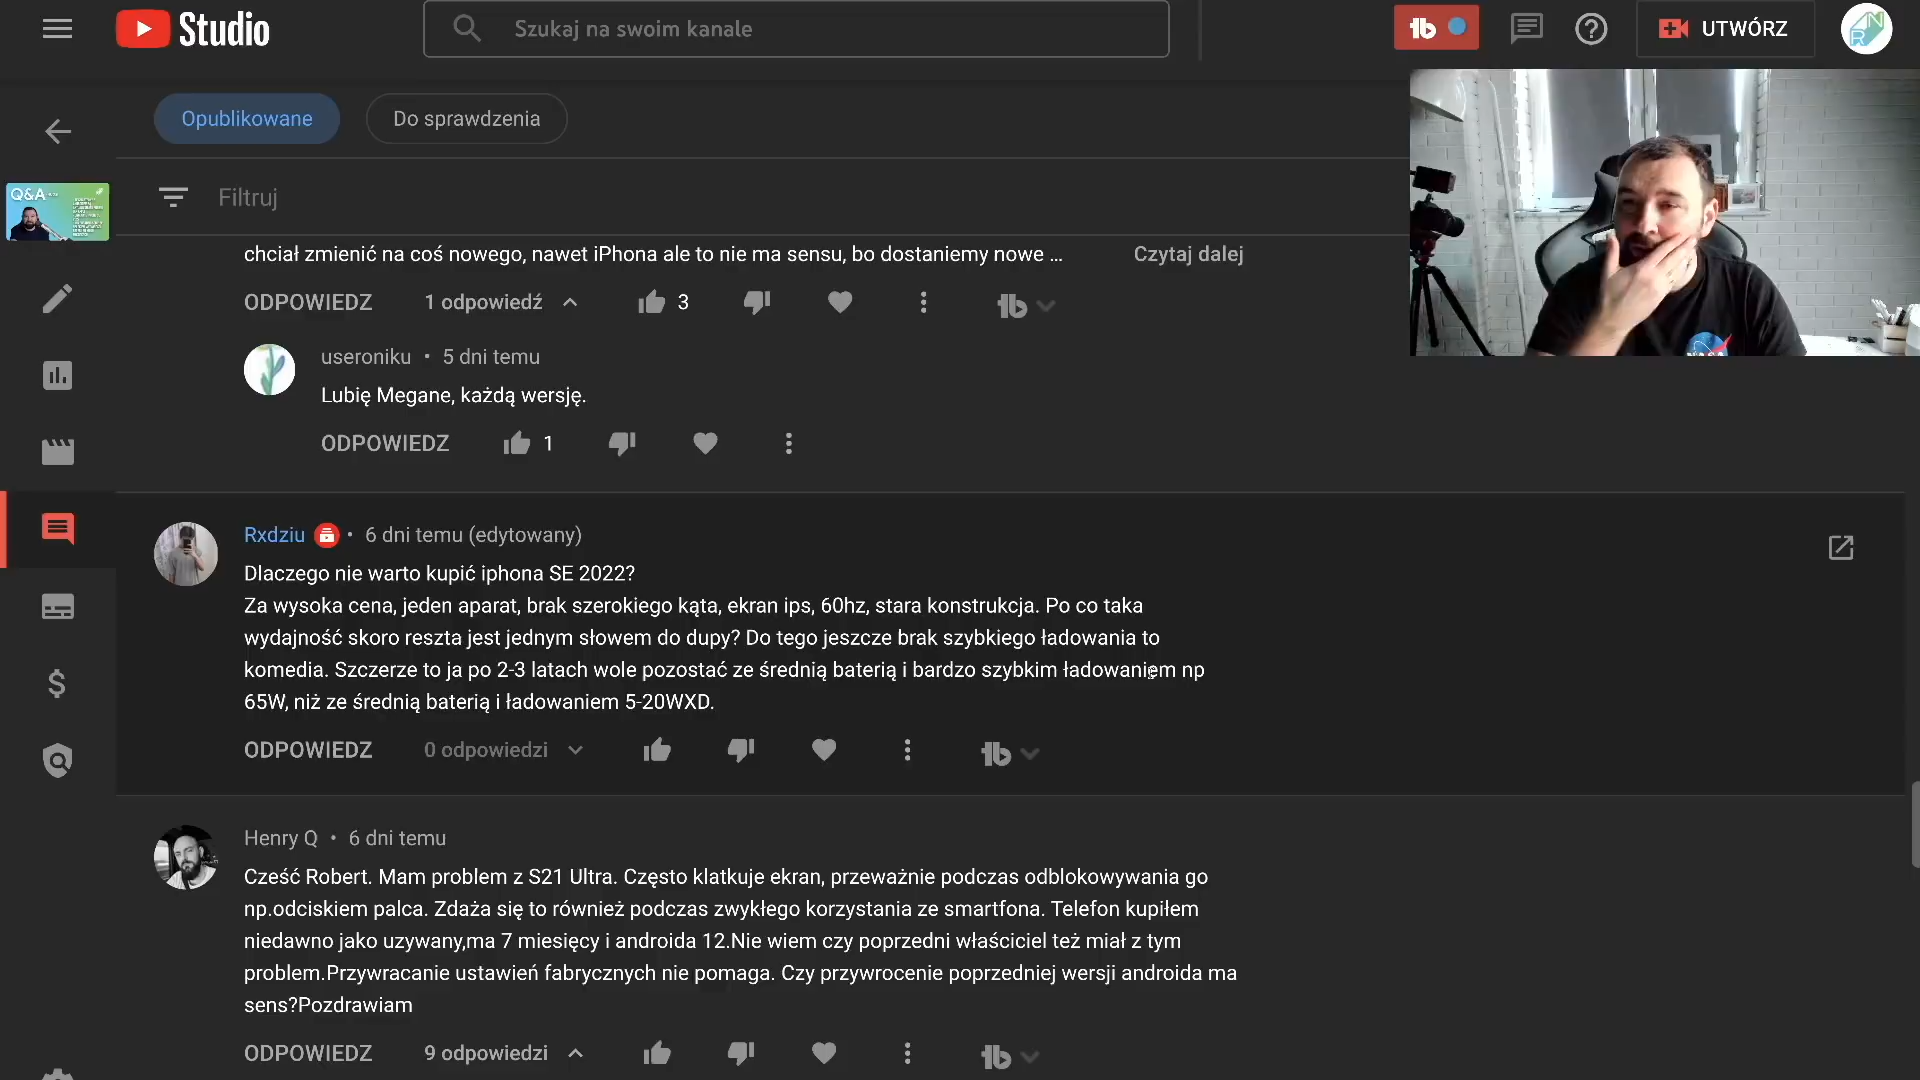 Studio
Szukaj na swoim kanale
UTWÓRZ
Opublikowane
Do sprawdzenia
Q&A
Filtruj
chciał zmienić na coś nowego, nawet iPhona ale to nie ma sensu, bo dostaniemy nowe ...
Czytaj dalej
ODPOWIEDZ
1 odpowiedź
3
useroniku • 5 dni temu
Lubię Megane, każdą wersję.
ODPOWIEDZ
1
Rxdziu • 6 dni temu (edytowany)
Dlaczego nie warto kupić iphona SE 2022?
Za wysoka cena, jeden aparat, brak szerokiego kąta, ekran ips, 60hz, stara konstrukcja. Po co taka
wydajność skoro reszta jest jednym słowem do dupy? Do tego jeszcze brak szybkiego ładowania to
komedia. Szczerze to ja po 2-3 latach wole pozostać ze średnią baterią i bardzo szybkim ładowaniem np
65W, niż ze średnią baterią i ładowaniem 5-20WXD.
ODPOWIEDZ
0 odpowiedzi
Henry Q • 6 dni temu
Cześć Robert. Mam problem z S21 Ultra. Często klatkuje ekran, przeważnie podczas odblokowywania go
np.odciskiem palca. Zdaża się to również podczas zwykłego korzystania ze smartfona. Telefon kupiłem
niedawno jako uzywany,ma 7 miesięcy i androida 12.Nie wiem czy poprzedni właściciel też miał z tym
problem.Przywracanie ustawień fabrycznych nie pomaga. Czy przywrocenie poprzedniej wersji androida ma
sens?Pozdrawiam
ODPOWIEDZ
9 odpowiedzi
NASA